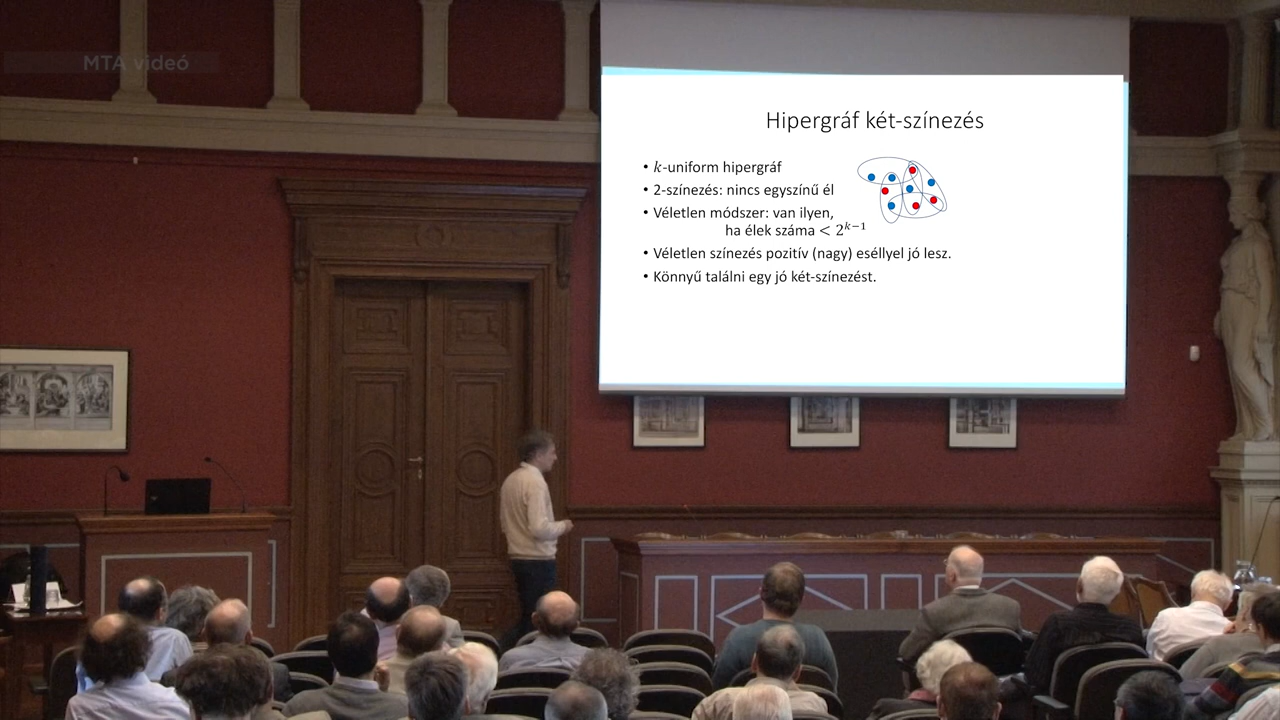 MTA videó
Hipergráf két-színezés
• k-uniform hipergráf
• 2-színezés: nincs egyszínű él
• Véletlen módszer: van ilyen,
ha élek száma < 2^{k−1}
• Véletlen színezés pozitív (nagy) eséllyel jó lesz.
• Könnyű találni egy jó két-színezést.